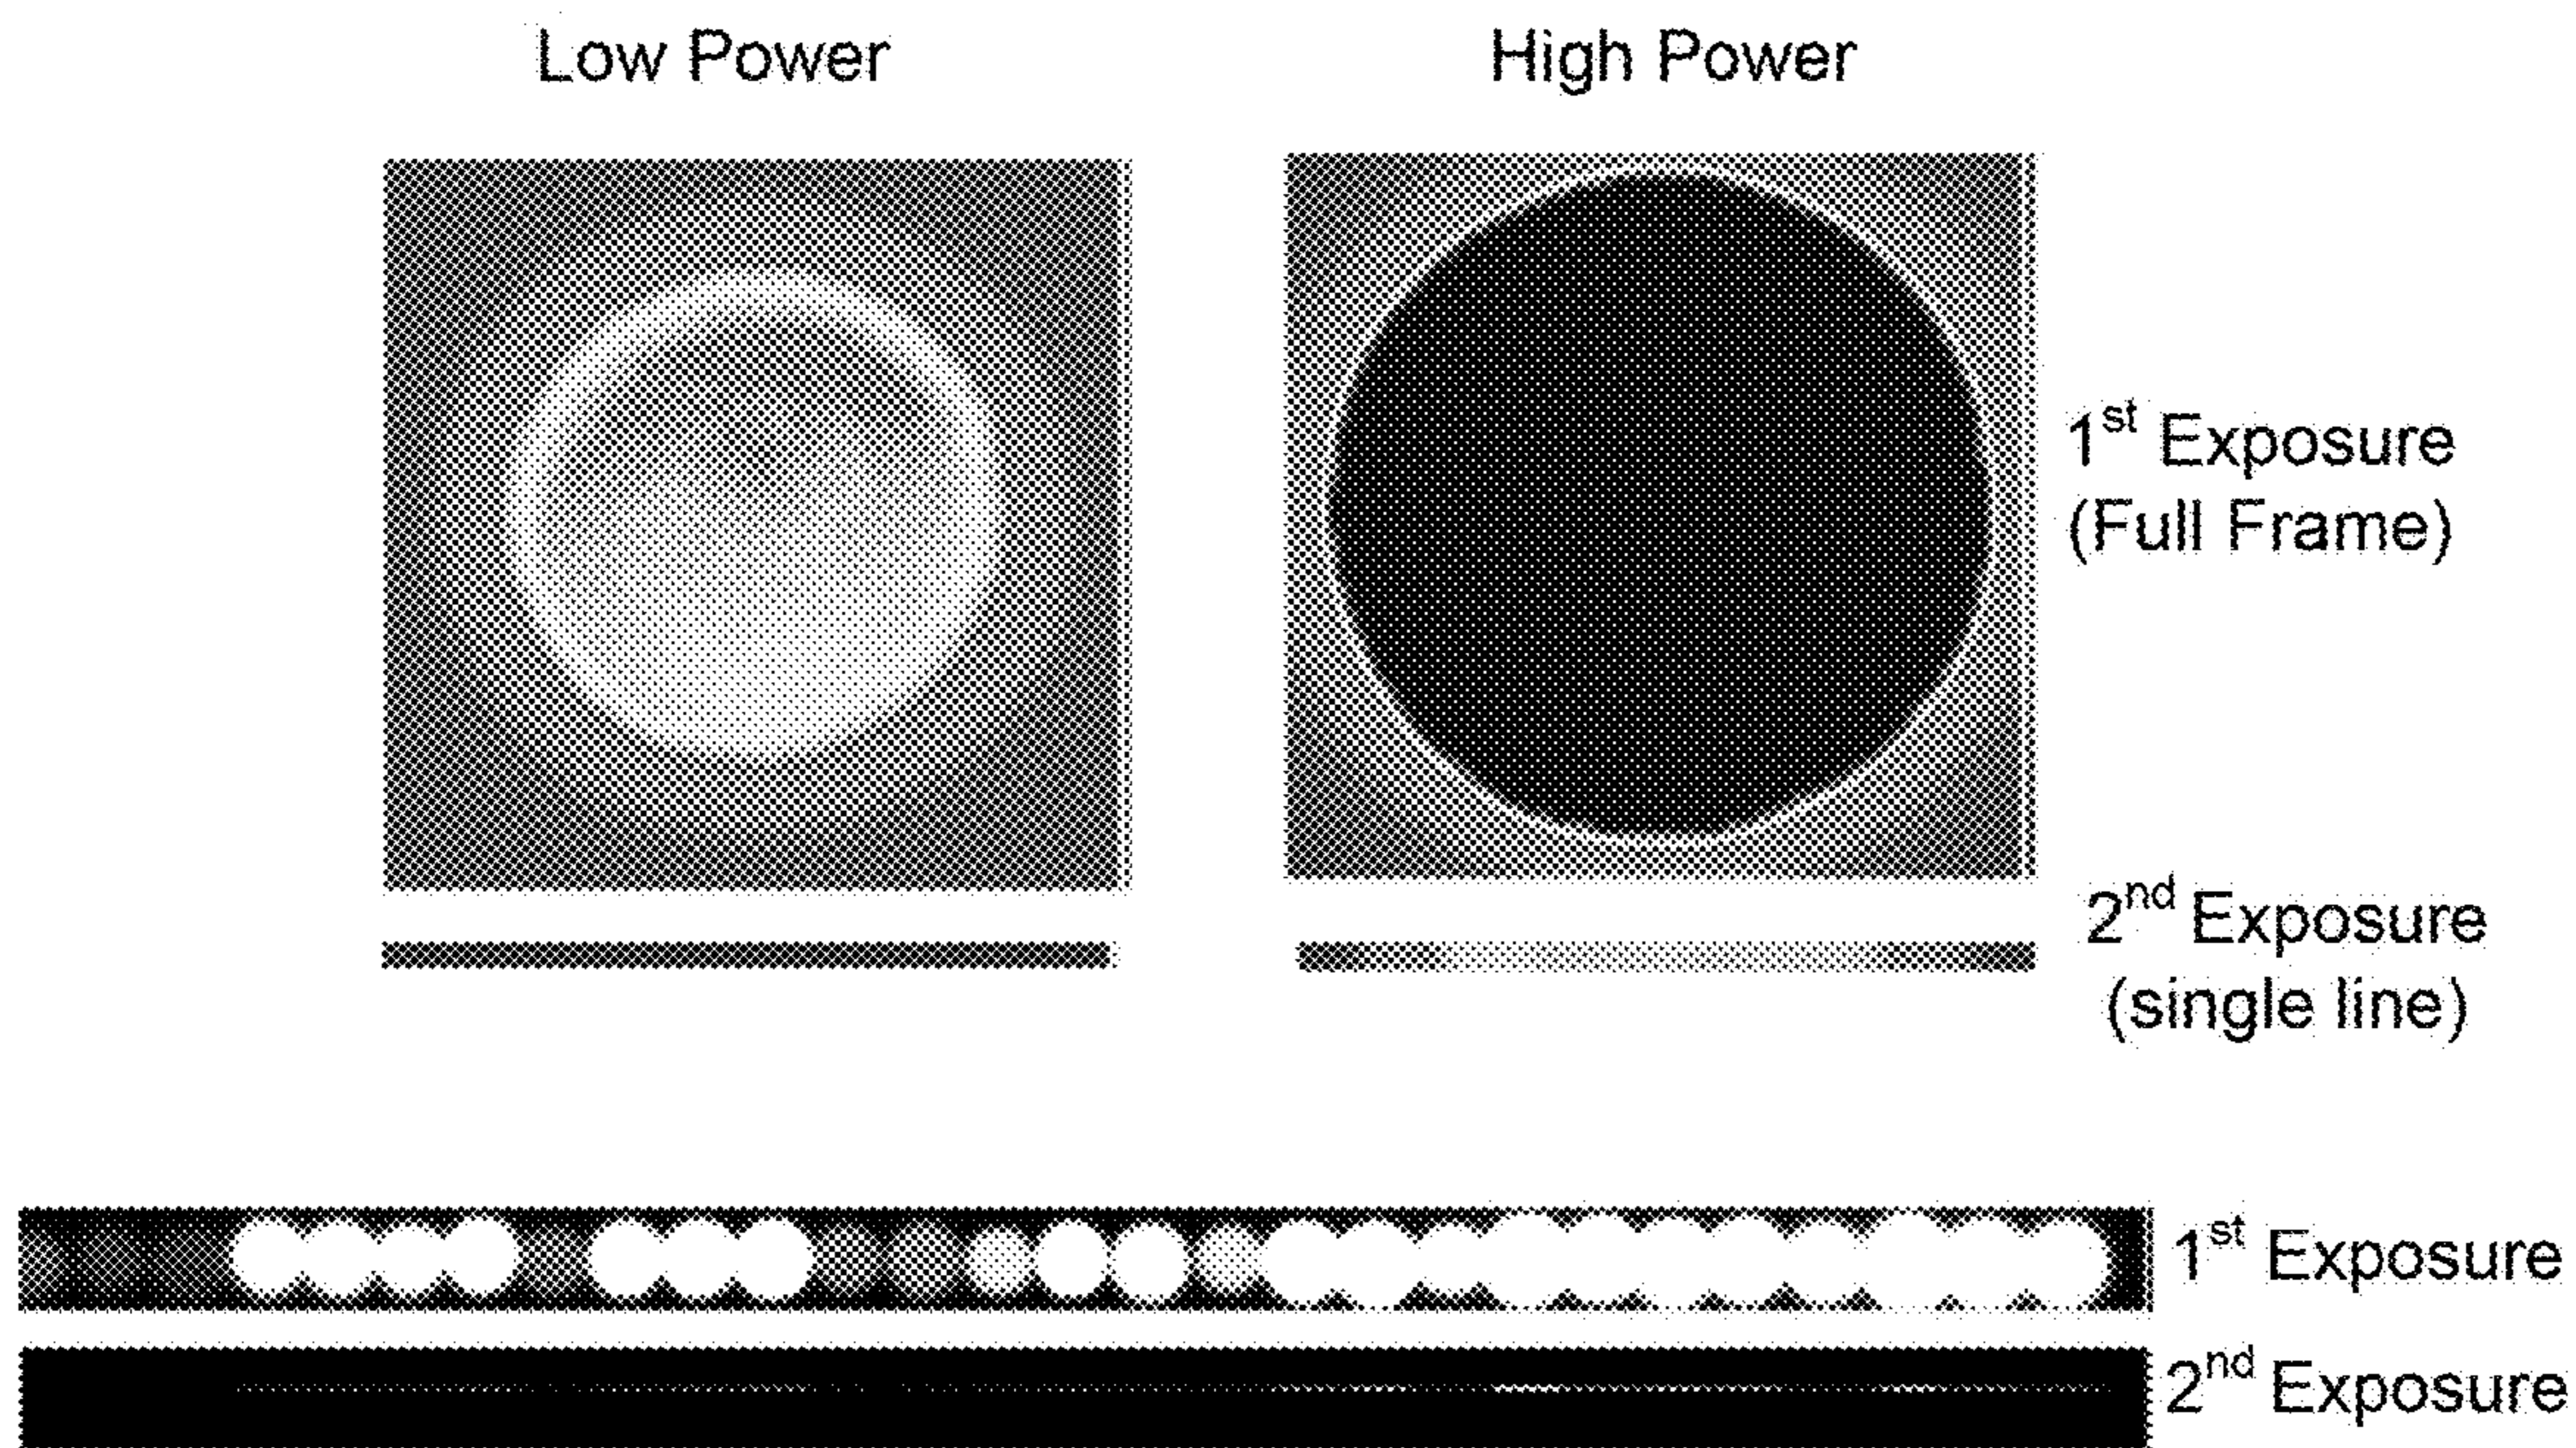 Low Power
High Power
1st Exposure
(Full Frame)
2nd Exposure
(single line)
1st Exposure
2nd Exposure